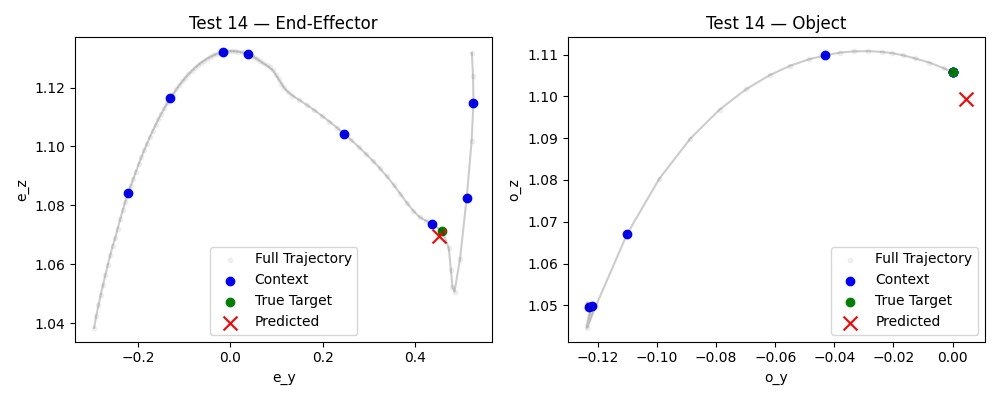 Test 14 — End-Effector
e_z
1.12
1.10
1.08
1.06
1.04
−0.2
0.0
0.2
0.4
e_y
Full Trajectory
Context
True Target
Predicted
Test 14 — Object
o_z
1.11
1.10
1.09
1.08
1.07
1.06
1.05
−0.12
−0.10
−0.08
−0.06
−0.04
−0.02
0.00
o_y
Full Trajectory
Context
True Target
Predicted